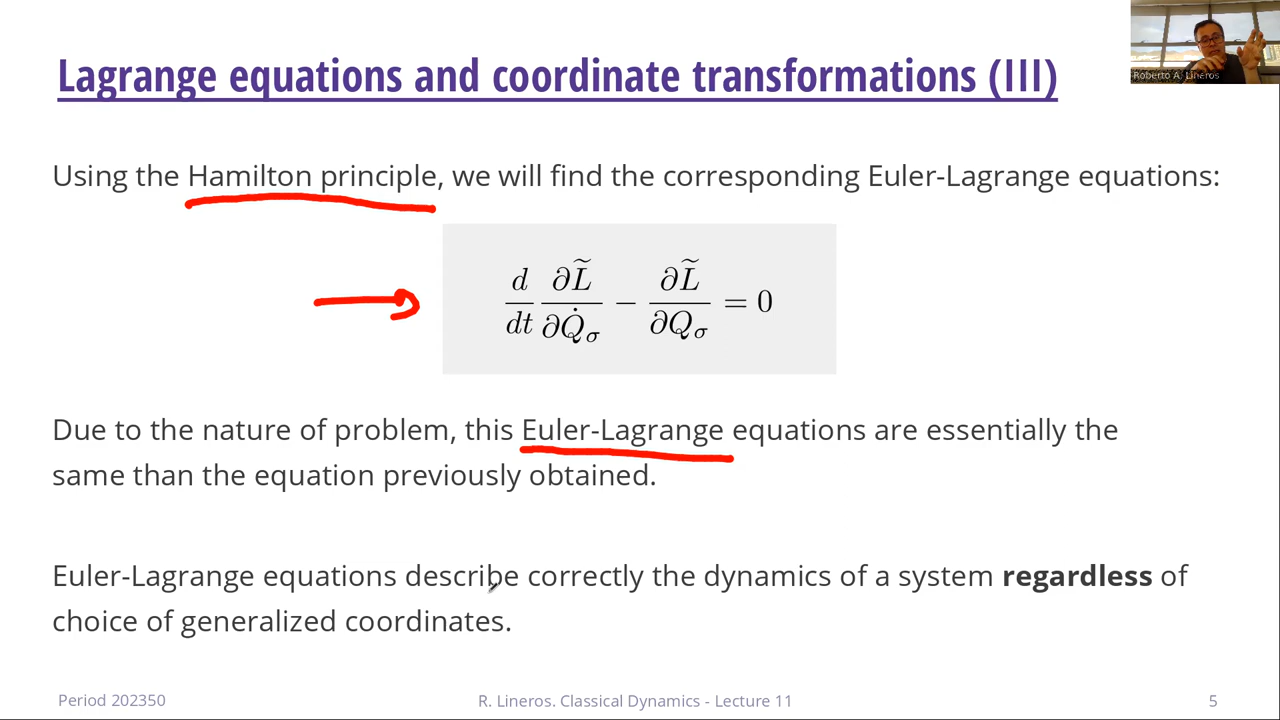 Lagrange equations and coordinate transformations (III)
Roberto A. Lineros
Using the Hamilton principle, we will find the corresponding Euler-Lagrange equations:
d/dt ∂L̃/∂Q̇σ − ∂L̃/∂Qσ = 0
Due to the nature of problem, this Euler-Lagrange equations are essentially the
same than the equation previously obtained.
Euler-Lagrange equations describe correctly the dynamics of a system regardless of
choice of generalized coordinates.
Period 202350
R. Lineros. Classical Dynamics - Lecture 11
5